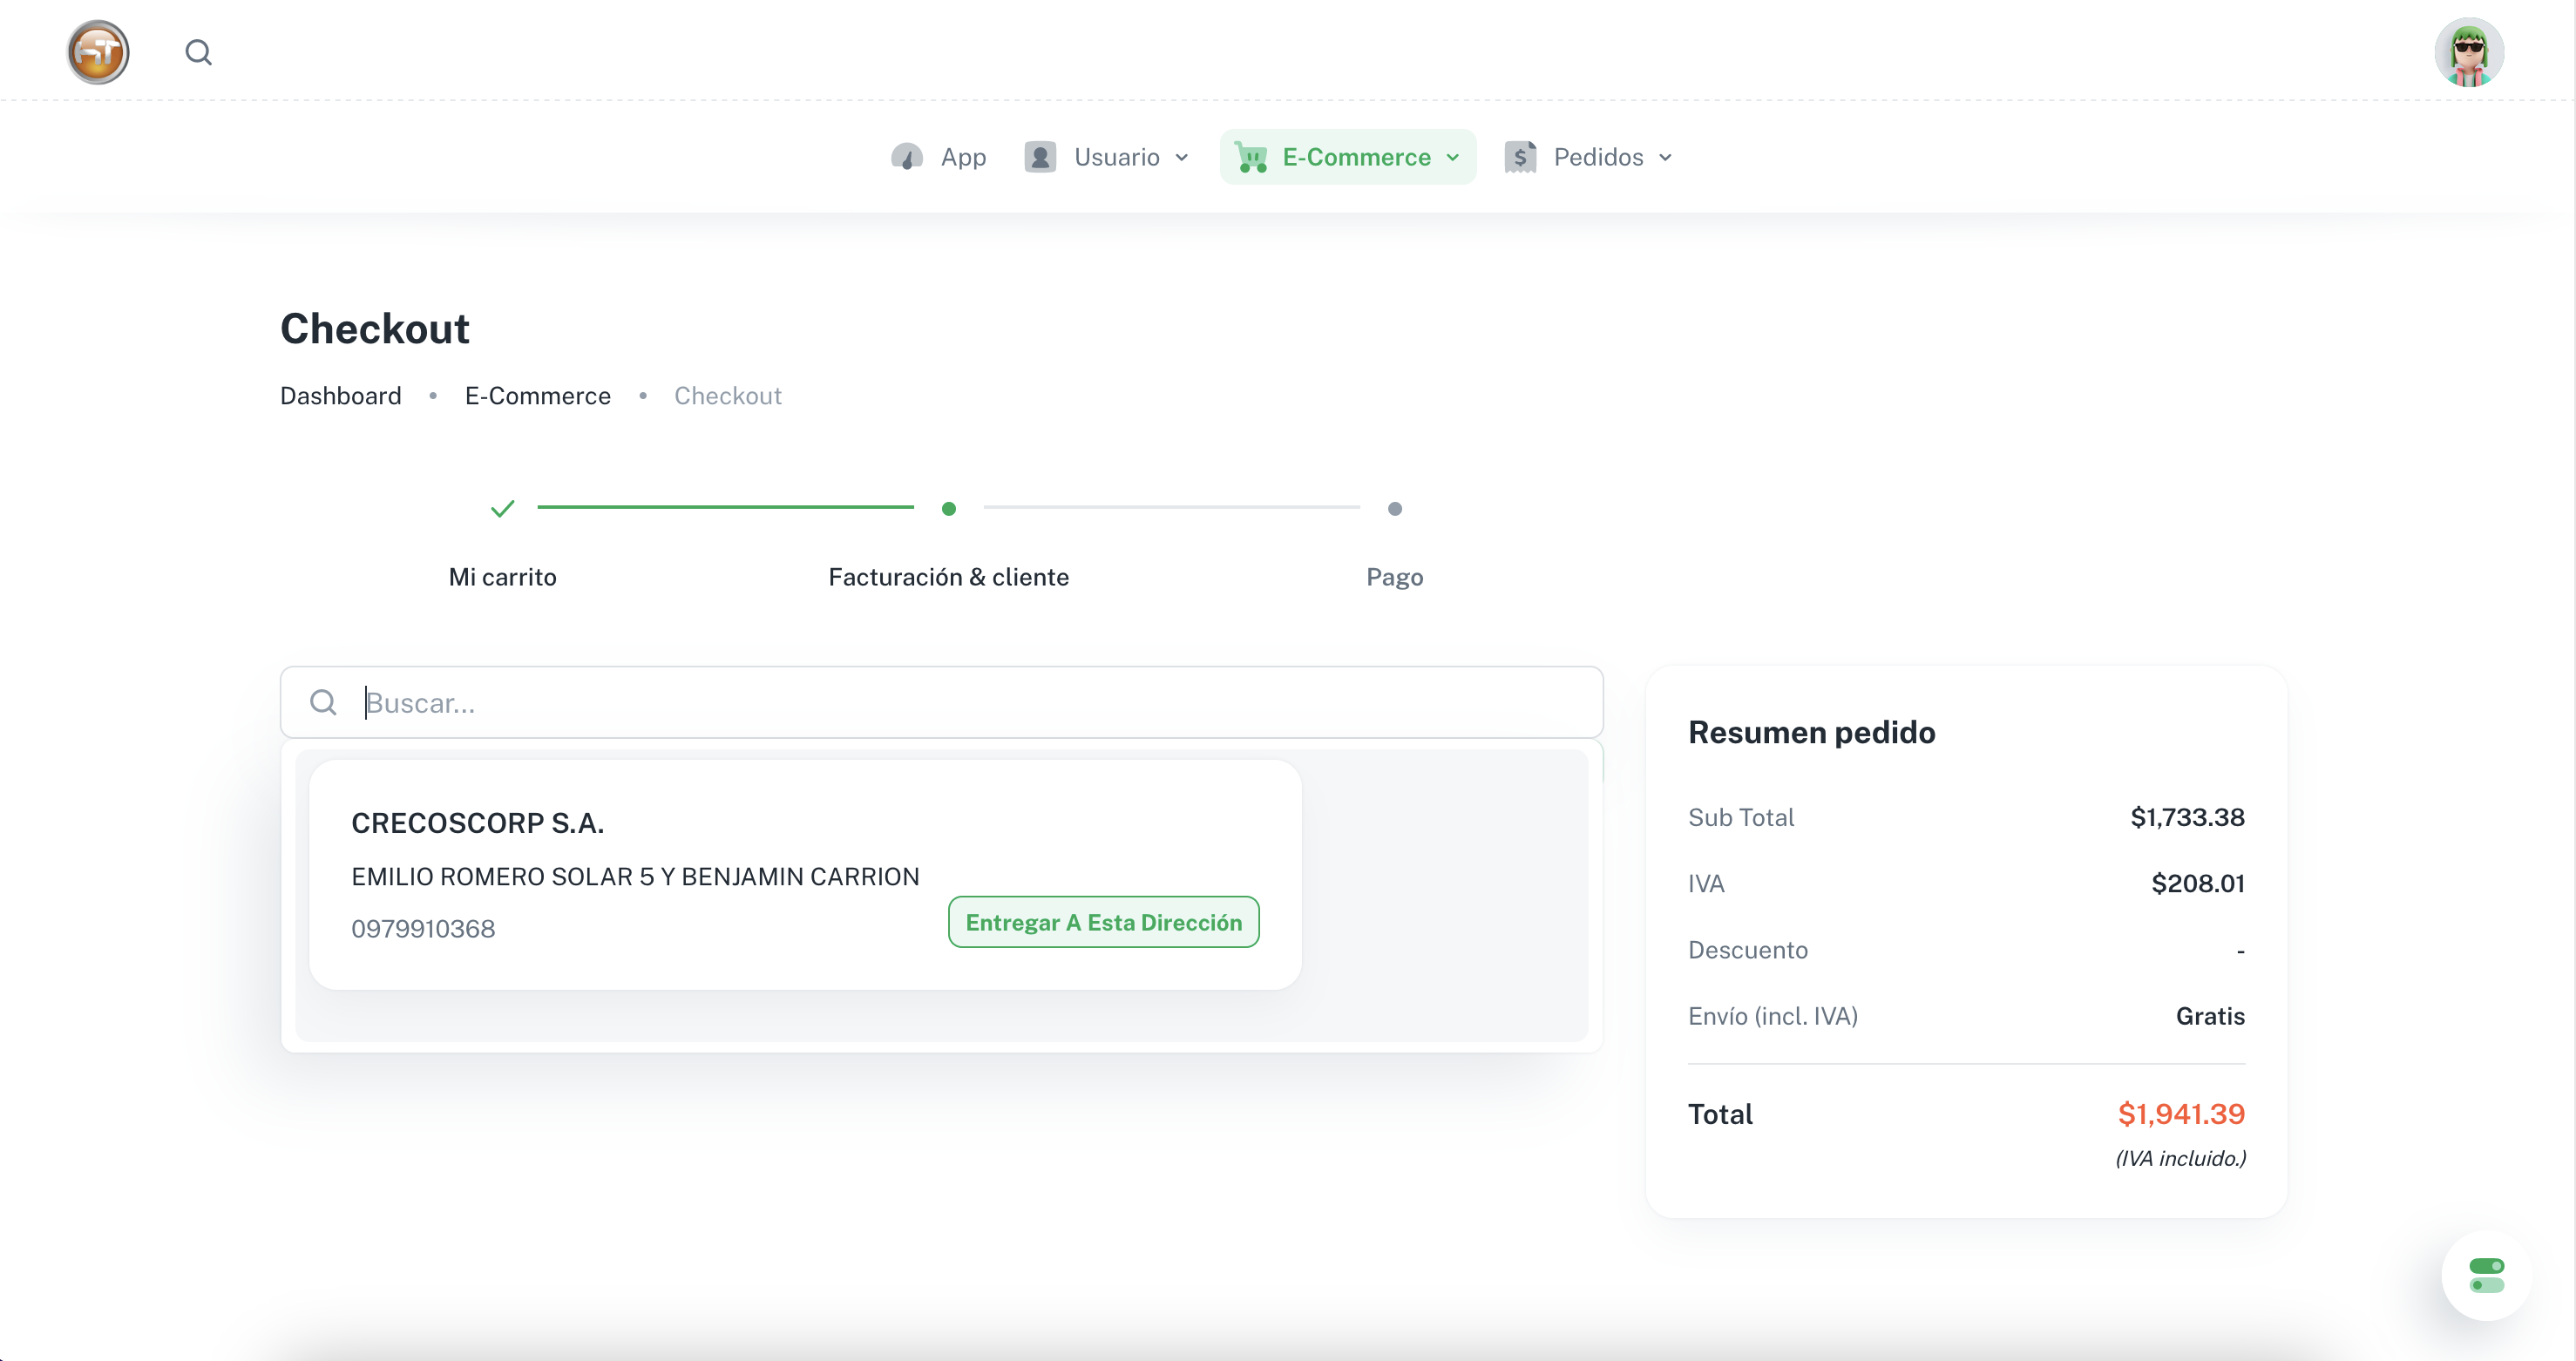 HT
App Usuario E-Commerce Pedidos
Checkout
Dashboard • E-Commerce • Checkout
Mi carrito Facturación & cliente Pago
Buscar...
CRECOSCORP S.A.
EMILIO ROMERO SOLAR 5 Y BENJAMIN CARRION
0979910368
Entregar A Esta Dirección
Resumen pedido
Sub Total $1,733.38
IVA $208.01
Descuento -
Envío (incl. IVA) Gratis
Total $1,941.39
(IVA incluido.)